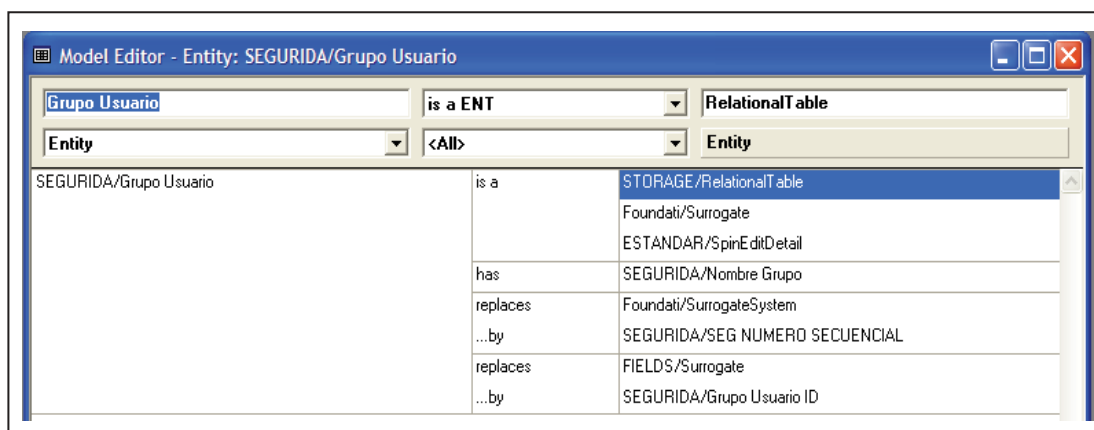 Model Editor - Entity: SEGURIDA/Grupo Usuario
Grupo Usuario is a ENT RelationalTable
Entity <All> Entity
SEGURIDA/Grupo Usuario is a STORAGE/RelationalTable
Foundati/Surrogate
ESTANDAR/SpinEditDetail
has SEGURIDA/Nombre Grupo
replaces Foundati/SurrogateSystem
...by SEGURIDA/SEG NUMERO SECUENCIAL
replaces FIELDS/Surrogate
...by SEGURIDA/Grupo Usuario ID